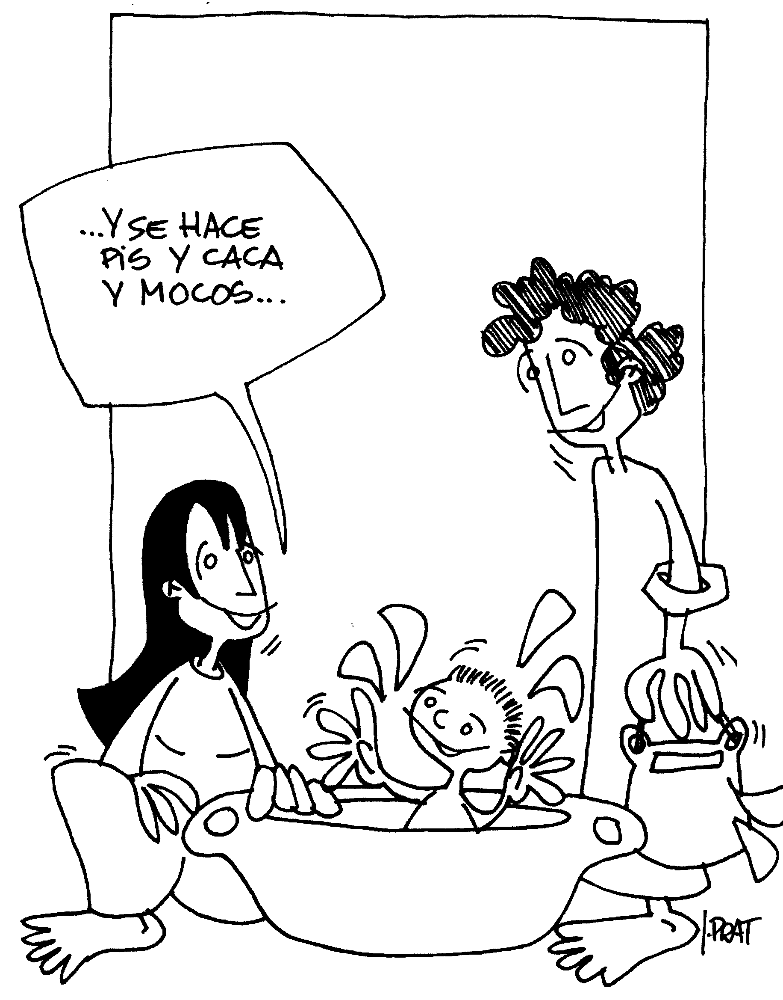 ...Y SE HACE
PiS Y CACA
Y MOCOS...
I.PRAT